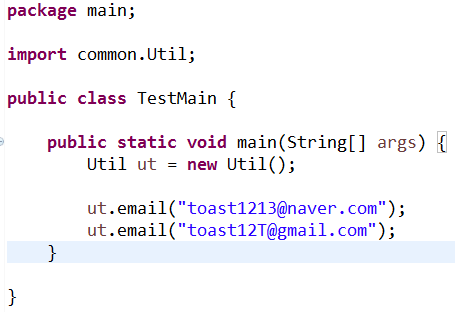 package main;
import common.Util;
public class TestMain {
public static void main(String[] args) {
Util ut = new Util();
ut.email("toast1213@naver.com");
ut.email("toast12T@gmail.com");
}
}